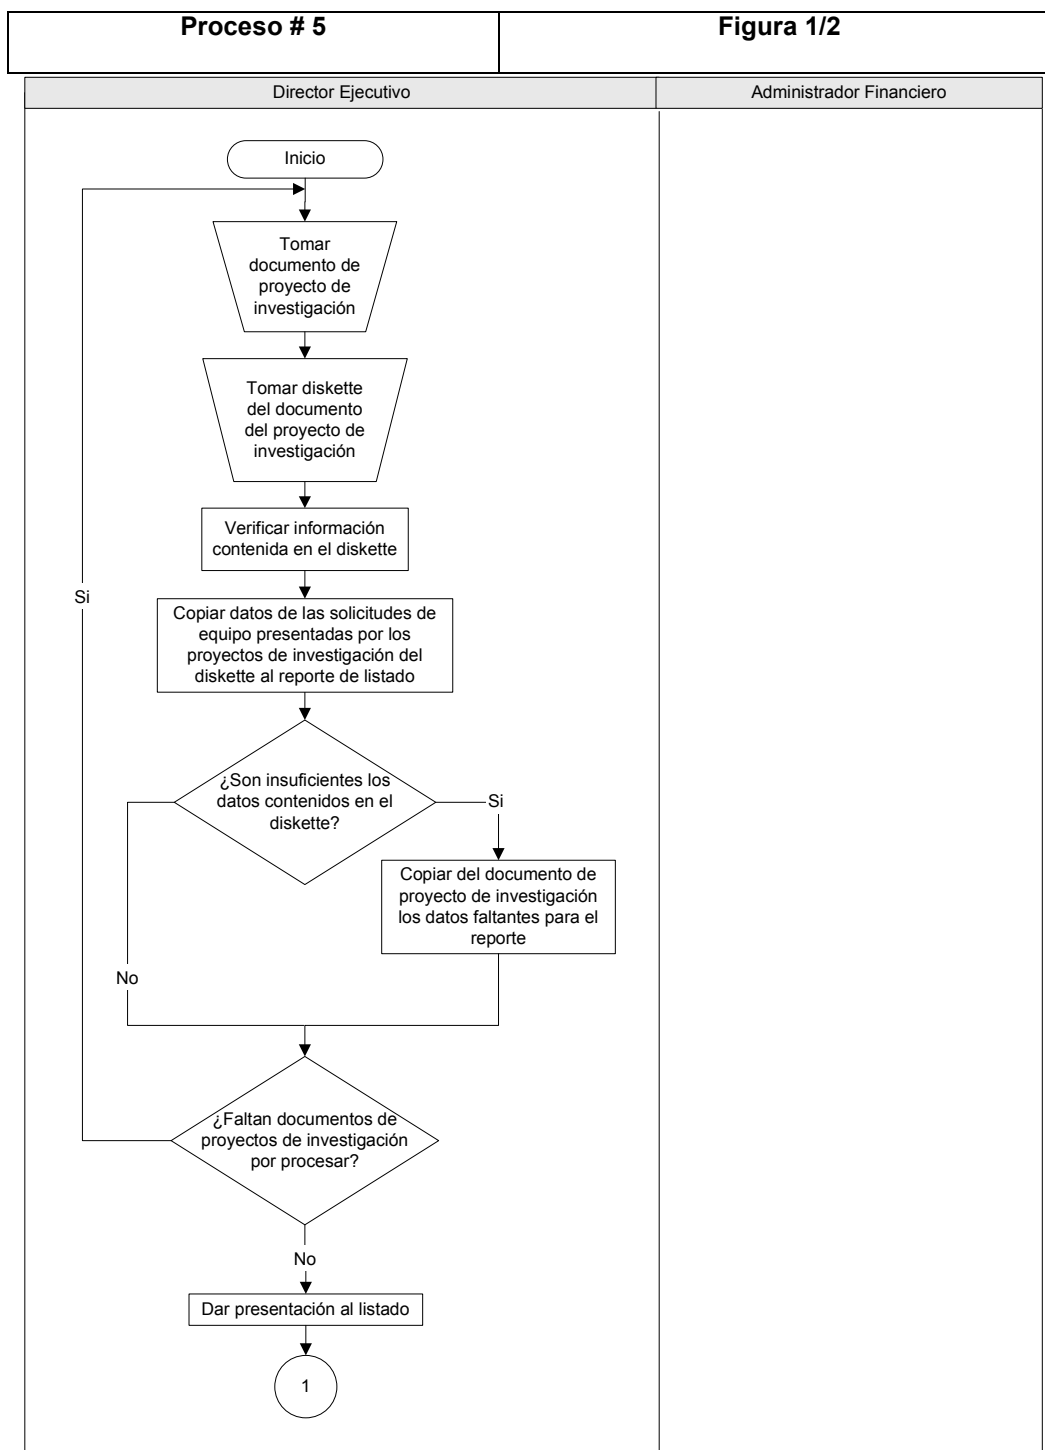 Proceso # 5
Figura 1/2
Director Ejecutivo
Administrador Financiero
Inicio
Tomar
documento de
proyecto de
investigación
Tomar diskette
del documento
del proyecto de
investigación
Verificar información
contenida en el diskette
Si
Copiar datos de las solicitudes de
equipo presentadas por los
proyectos de investigación del
diskette al reporte de listado
¿Son insuficientes los
datos contenidos en el
diskette?
Si
Copiar del documento de
proyecto de investigación
los datos faltantes para el
reporte
No
¿Faltan documentos de
proyectos de investigación
por procesar?
No
Dar presentación al listado
1